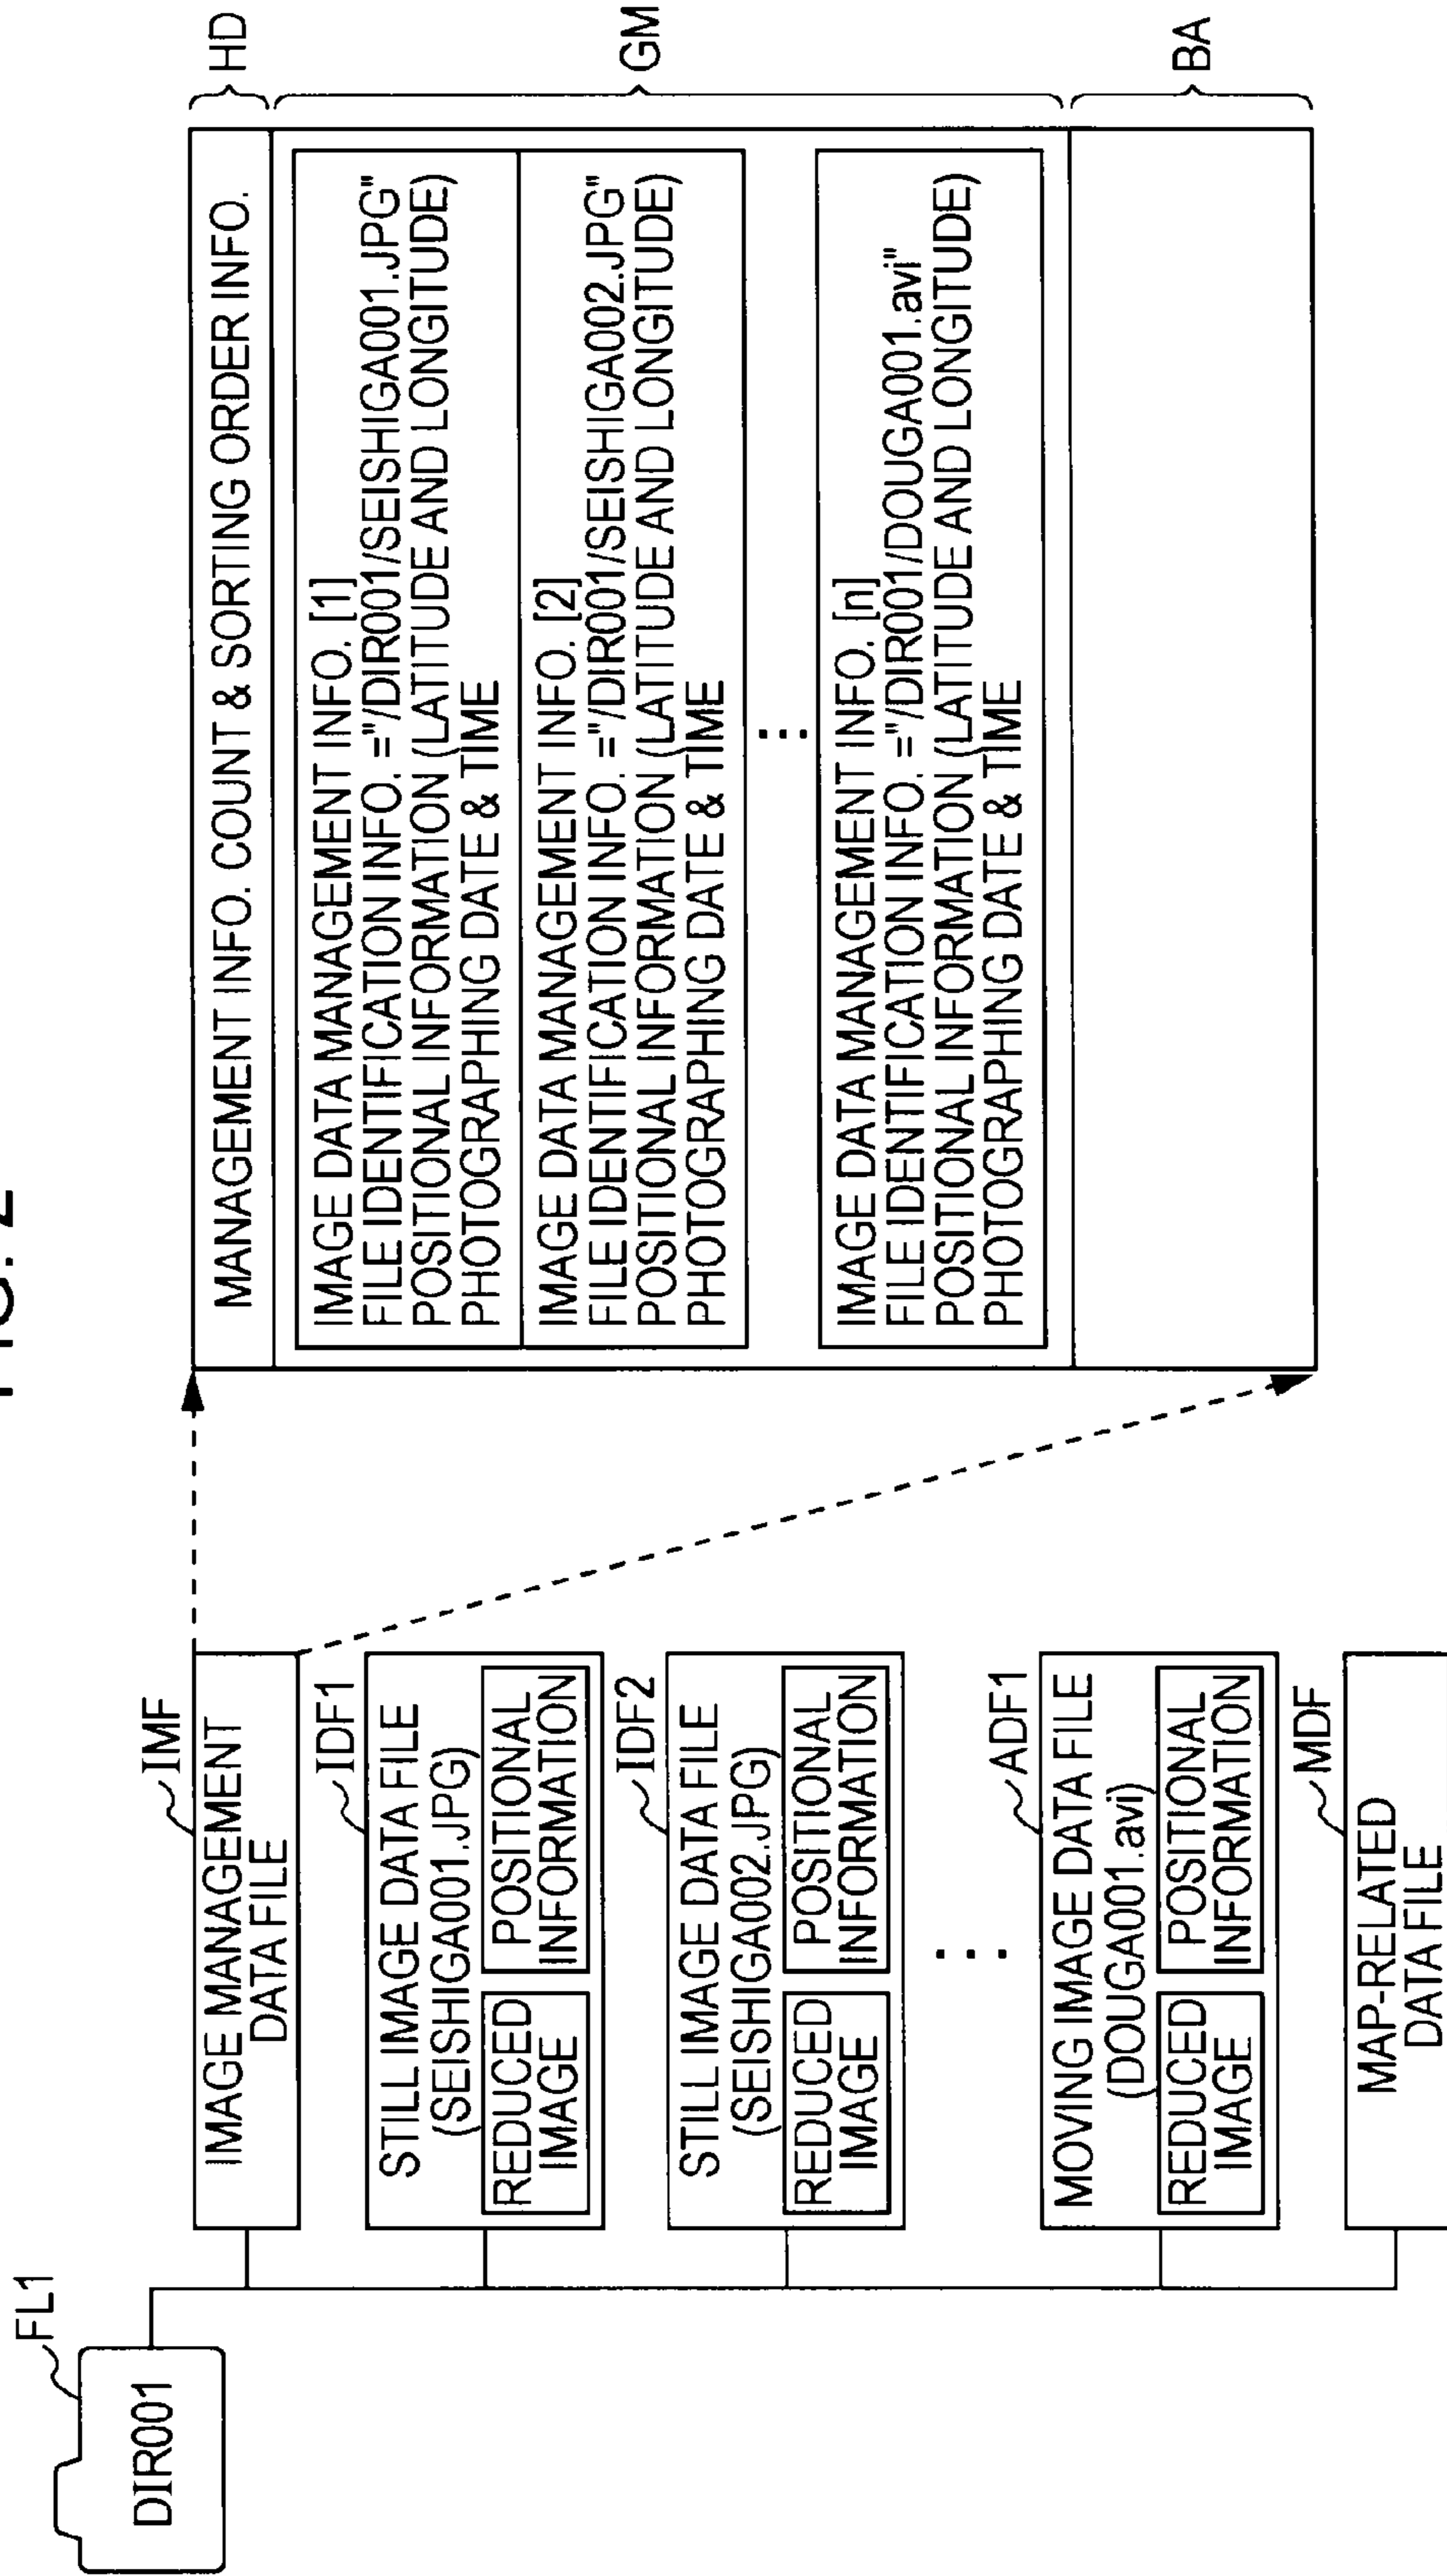 FIG. 2
FL1
DIR001
IMF
IMAGE MANAGEMENT
DATA FILE
IDF1
STILL IMAGE DATA FILE
(SEISHIGA001.JPG)
REDUCED
IMAGE
POSITIONAL
INFORMATION
IDF2
STILL IMAGE DATA FILE
(SEISHIGA002.JPG)
REDUCED
IMAGE
POSITIONAL
INFORMATION
...
ADF1
MOVING IMAGE DATA FILE
(DOUGA001.avi)
REDUCED
IMAGE
POSITIONAL
INFORMATION
MDF
MAP-RELATED
DATA FILE
MANAGEMENT INFO. COUNT & SORTING ORDER INFO.
HD
IMAGE DATA MANAGEMENT INFO. [1]
FILE IDENTIFICATION INFO. ="/DIR001/SEISHIGA001.JPG"
POSITIONAL INFORMATION (LATITUDE AND LONGITUDE)
PHOTOGRAPHING DATE & TIME
IMAGE DATA MANAGEMENT INFO. [2]
FILE IDENTIFICATION INFO. ="/DIR001/SEISHIGA002.JPG"
POSITIONAL INFORMATION (LATITUDE AND LONGITUDE)
PHOTOGRAPHING DATE & TIME
...
IMAGE DATA MANAGEMENT INFO. [n]
FILE IDENTIFICATION INFO. ="/DIR001/DOUGA001.avi"
POSITIONAL INFORMATION (LATITUDE AND LONGITUDE)
PHOTOGRAPHING DATE & TIME
GM
BA